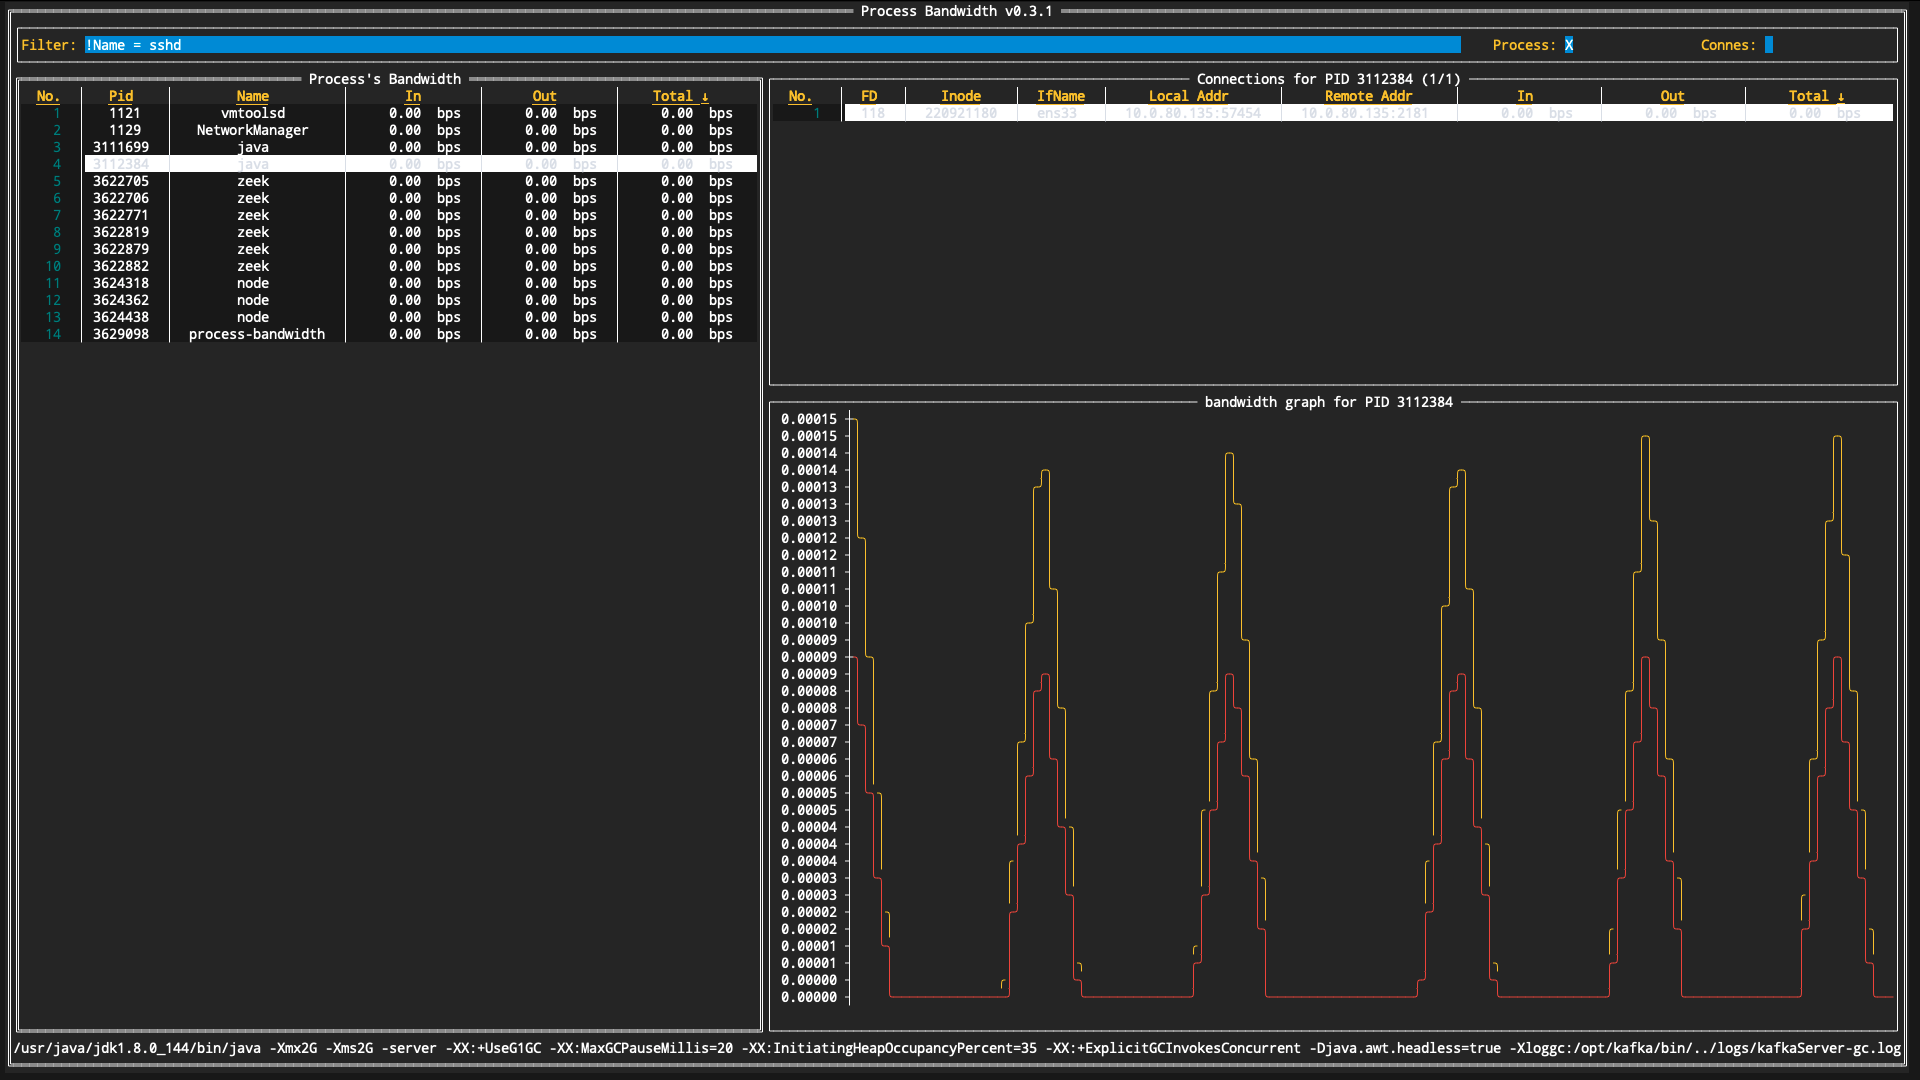 Process Bandwidth v0.3.1
Filter: !Name = sshd Process: X Connes:
Process's Bandwidth
No. Pid Name In Out Total ↓
1 1121 vmtoolsd 0.00 bps 0.00 bps 0.00 bps
2 1129 NetworkManager 0.00 bps 0.00 bps 0.00 bps
3 3111699 java 0.00 bps 0.00 bps 0.00 bps
4 3112384 java 0.00 bps 0.00 bps 0.00 bps
5 3622705 zeek 0.00 bps 0.00 bps 0.00 bps
6 3622706 zeek 0.00 bps 0.00 bps 0.00 bps
7 3622771 zeek 0.00 bps 0.00 bps 0.00 bps
8 3622819 zeek 0.00 bps 0.00 bps 0.00 bps
9 3622879 zeek 0.00 bps 0.00 bps 0.00 bps
10 3622882 zeek 0.00 bps 0.00 bps 0.00 bps
11 3624318 node 0.00 bps 0.00 bps 0.00 bps
12 3624362 node 0.00 bps 0.00 bps 0.00 bps
13 3624438 node 0.00 bps 0.00 bps 0.00 bps
14 3629098 process-bandwidth 0.00 bps 0.00 bps 0.00 bps
Connections for PID 3112384 (1/1)
No. FD Inode IfName Local Addr Remote Addr In Out Total ↓
1 118 220921180 ens33 10.0.80.135:57454 10.0.80.135:2181 0.00 bps 0.00 bps 0.00 bps
bandwidth graph for PID 3112384
0.00015
0.00015
0.00014
0.00014
0.00013
0.00013
0.00013
0.00012
0.00012
0.00011
0.00011
0.00010
0.00010
0.00009
0.00009
0.00009
0.00008
0.00008
0.00007
0.00007
0.00006
0.00006
0.00005
0.00005
0.00004
0.00004
0.00004
0.00003
0.00003
0.00002
0.00002
0.00001
0.00001
0.00000
0.00000
/usr/java/jdk1.8.0_144/bin/java -Xmx2G -Xms2G -server -XX:+UseG1GC -XX:MaxGCPauseMillis=20 -XX:InitiatingHeapOccupancyPercent=35 -XX:+ExplicitGCInvokesConcurrent -Djava.awt.headless=true -Xloggc:/opt/kafka/bin/../logs/kafkaServer-gc.log